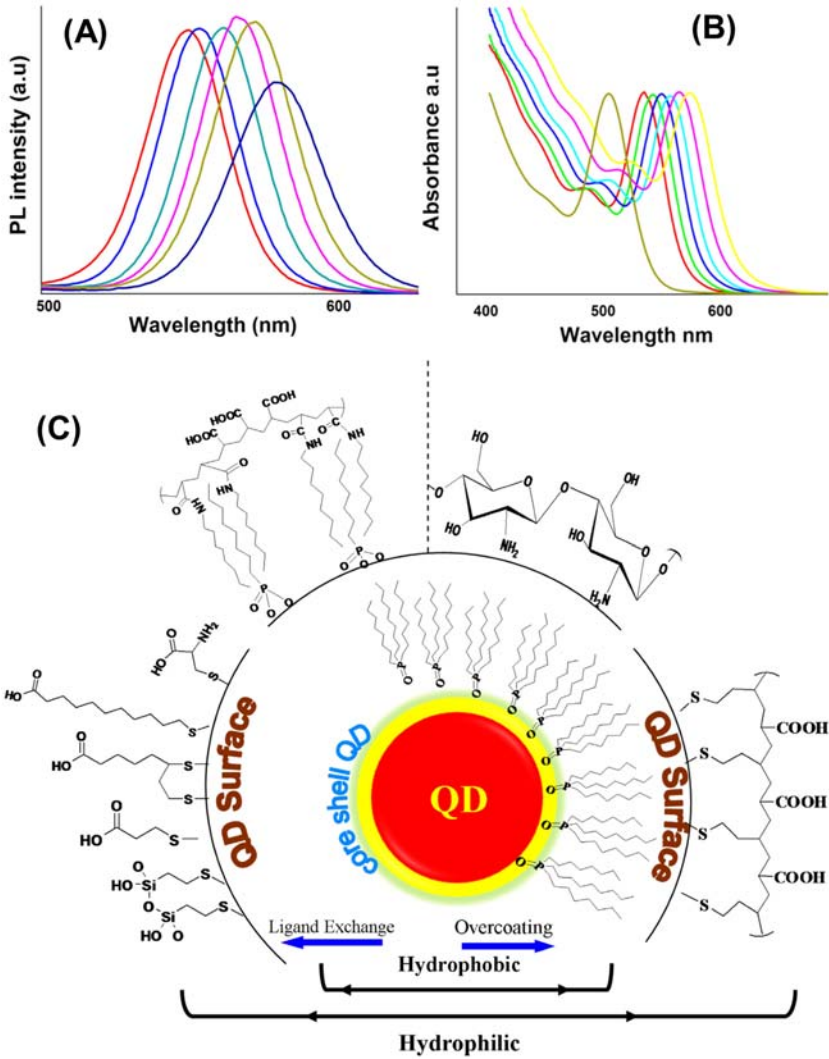 (A)
PL intensity (a.u)
500
600
Wavelength (nm)
(B)
Absorbance a.u
400
500
600
Wavelength nm
(C)
HOOC
HOOC
COOH
COOH
O
O
O
O
NH
NH
HN
HN
P
O
O
O
P
O
O
O
HO
O
O
O
HO
NH₂
OH
O
HO
H₂N
O
O
NH₂
HO
S
HO
O
S
O
HO
S
S
O
HO
S
O
HO
Si
S
O
Si
S
HO
O
QD Surface
core shell QD
QD
O=P
O=P
O=P
O=P
O=P
O=P
O=P
O=P
O=P
QD Surface
S
COOH
S
COOH
S
COOH
S
Ligand Exchange
Overcoating
Hydrophobic
Hydrophilic